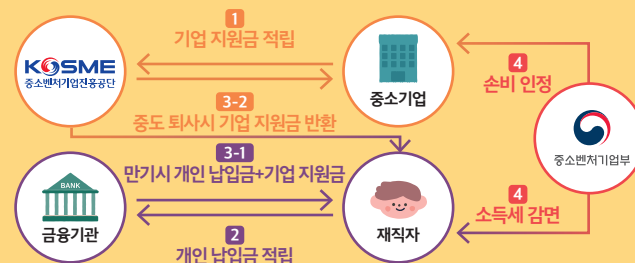 1
기업 지원금 적립
KOSME
중소벤처기업진흥공단
중소기업
4
손비 인정
3-2
중도 퇴사시 기업 지원금 반환
중소벤처기업부
3-1
만기시 개인 납입금+기업 지원금
BANK
금융기관
재직자
4
소득세 감면
2
개인 납입금 적립